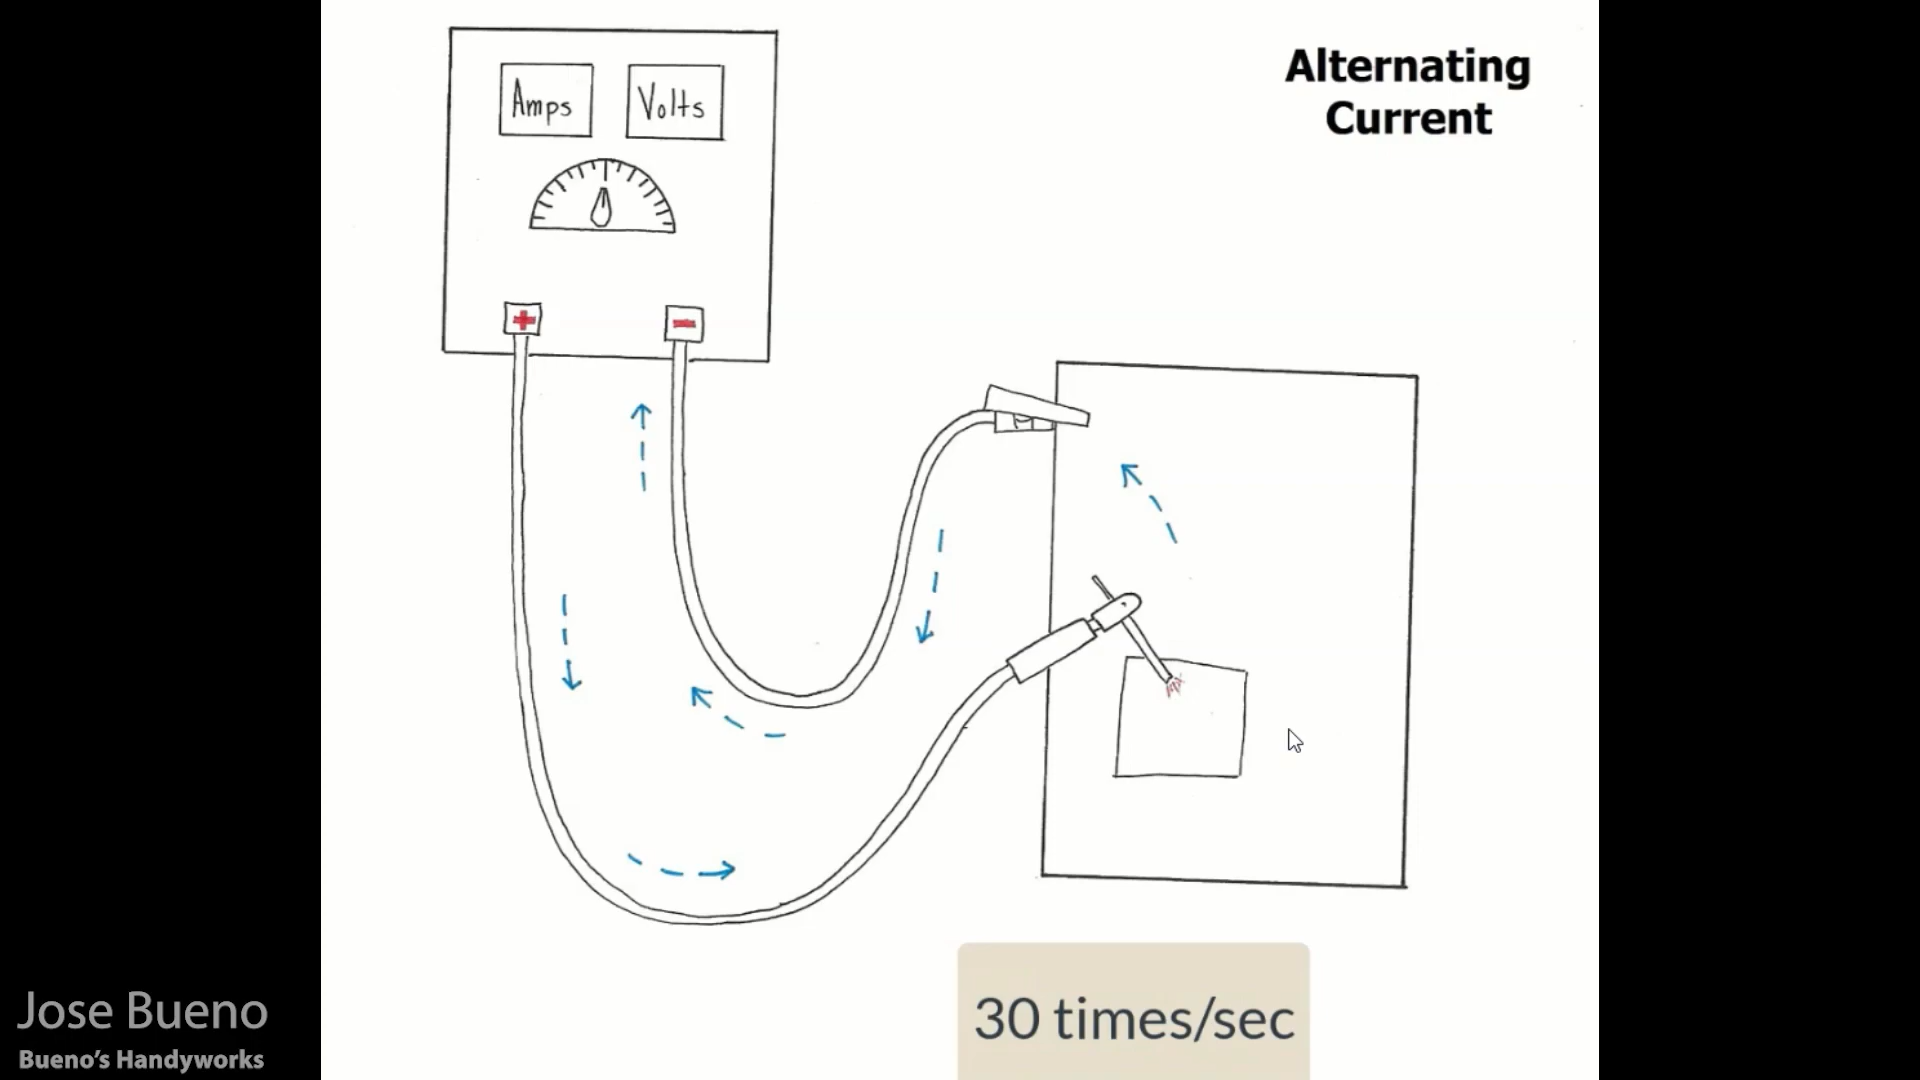 Alternating
Current
Amps
Volts
+
−
30 times/sec
Jose Bueno
Bueno's Handyworks